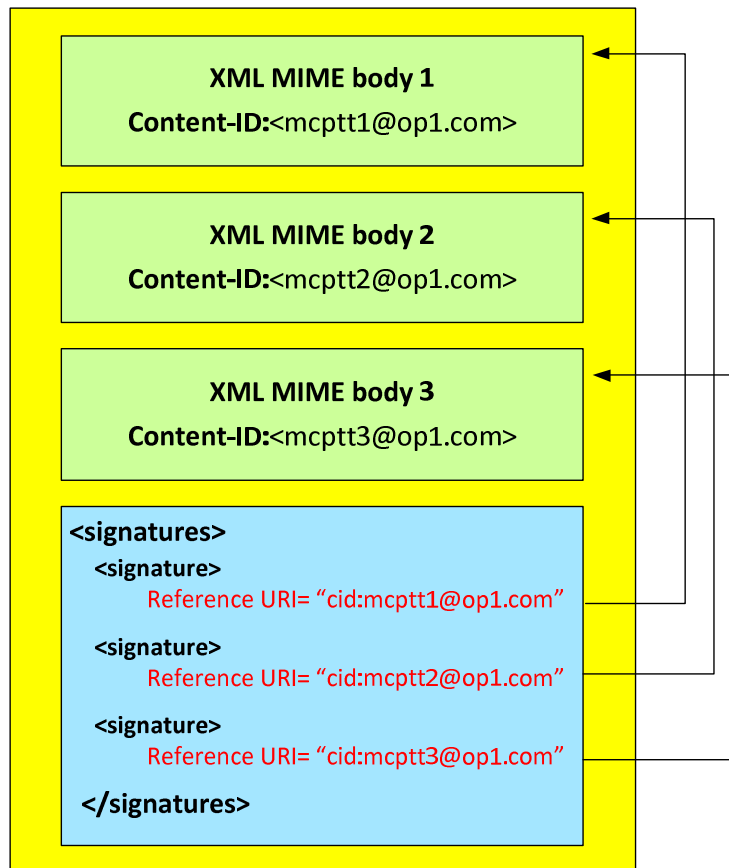 XML MIME body 1
Content-ID:<mcptt1@op1.com>
XML MIME body 2
Content-ID:<mcptt2@op1.com>
XML MIME body 3
Content-ID:<mcptt3@op1.com>
<signatures>
<signature>
Reference URI= “cid:mcptt1@op1.com”
<signature>
Reference URI= “cid:mcptt2@op1.com”
<signature>
Reference URI= “cid:mcptt3@op1.com”
</signatures>